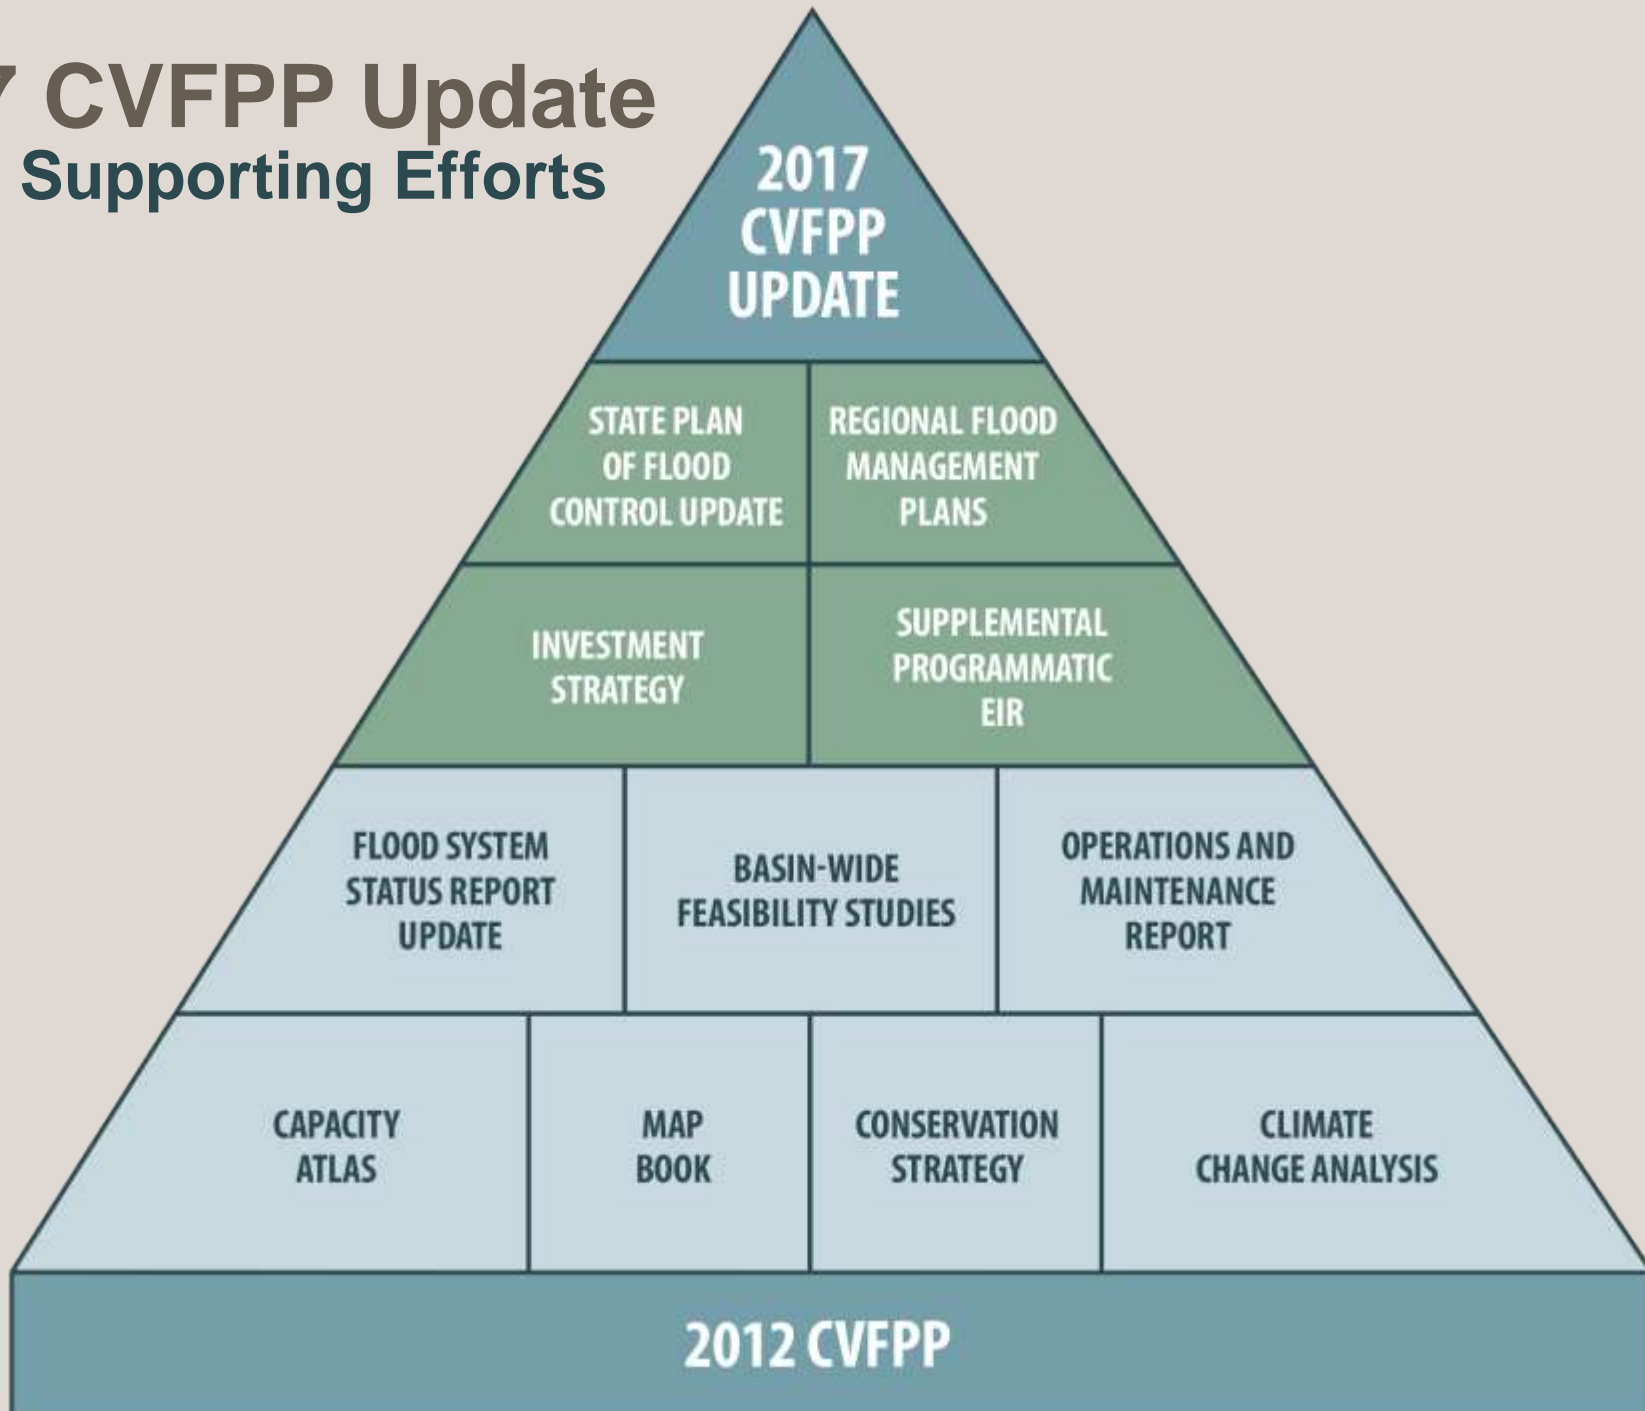 7 CVFPP Update
Supporting Efforts
2017
CVFPP
UPDATE
STATE PLAN
OF FLOOD
CONTROL UPDATE
REGIONAL FLOOD
MANAGEMENT
PLANS
INVESTMENT
STRATEGY
SUPPLEMENTAL
PROGRAMMATIC
EIR
FLOOD SYSTEM
STATUS REPORT
UPDATE
BASIN-WIDE
FEASIBILITY STUDIES
OPERATIONS AND
MAINTENANCE
REPORT
CAPACITY
ATLAS
MAP
BOOK
CONSERVATION
STRATEGY
CLIMATE
CHANGE ANALYSIS
2012 CVFPP